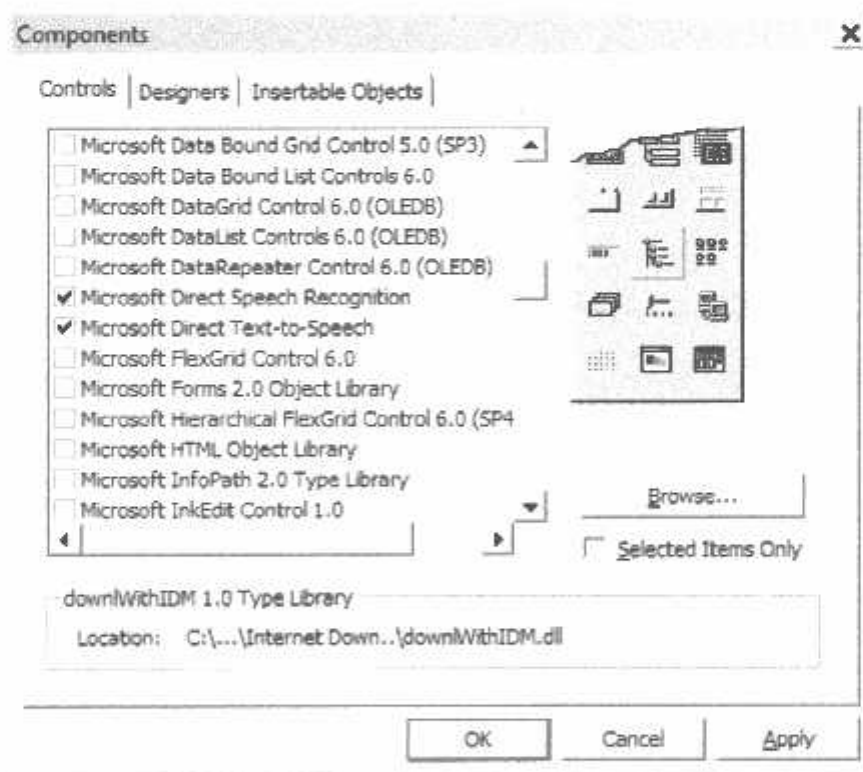 Components
Controls
Designers
Insertable Objects
Microsoft Data Bound Grid Control 5.0 (SP3)
Microsoft Data Bound List Controls 6.0
Microsoft DataGrid Control 6.0 (OLEDB)
Microsoft DataList Controls 6.0 (OLEDB)
Microsoft DataRepeater Control 6.0 (OLEDB)
Microsoft Direct Speech Recognition
Microsoft Direct Text-to-Speech
Microsoft FlexGrid Control 6.0
Microsoft Forms 2.0 Object Library
Microsoft Hierarchical FlexGrid Control 6.0 (SP4
Microsoft HTML Object Library
Microsoft InfoPath 2.0 Type Library
Microsoft InkEdit Control 1.0
Browse...
Selected Items Only
downlWithIDM 1.0 Type Library
Location: C:\...\Internet Down..\downlWithIDM.dll
OK
Cancel
Apply